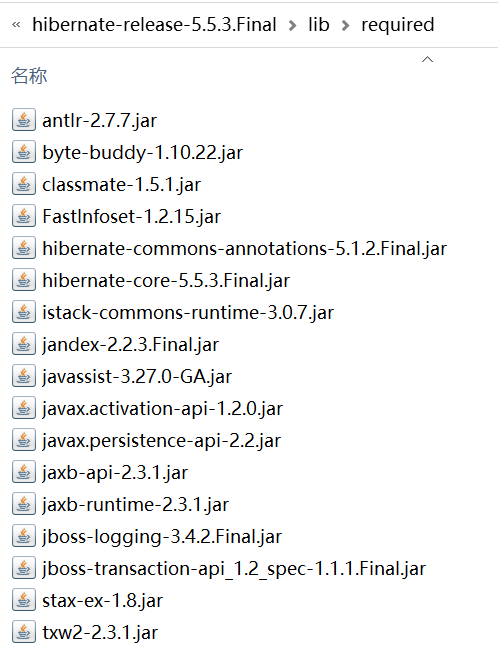 « hibernate-release-5.5.3.Final > lib > required
名称
antlr-2.7.7.jar
byte-buddy-1.10.22.jar
classmate-1.5.1.jar
FastInfoset-1.2.15.jar
hibernate-commons-annotations-5.1.2.Final.jar
hibernate-core-5.5.3.Final.jar
istack-commons-runtime-3.0.7.jar
jandex-2.2.3.Final.jar
javassist-3.27.0-GA.jar
javax.activation-api-1.2.0.jar
javax.persistence-api-2.2.jar
jaxb-api-2.3.1.jar
jaxb-runtime-2.3.1.jar
jboss-logging-3.4.2.Final.jar
jboss-transaction-api_1.2_spec-1.1.1.Final.jar
stax-ex-1.8.jar
txw2-2.3.1.jar